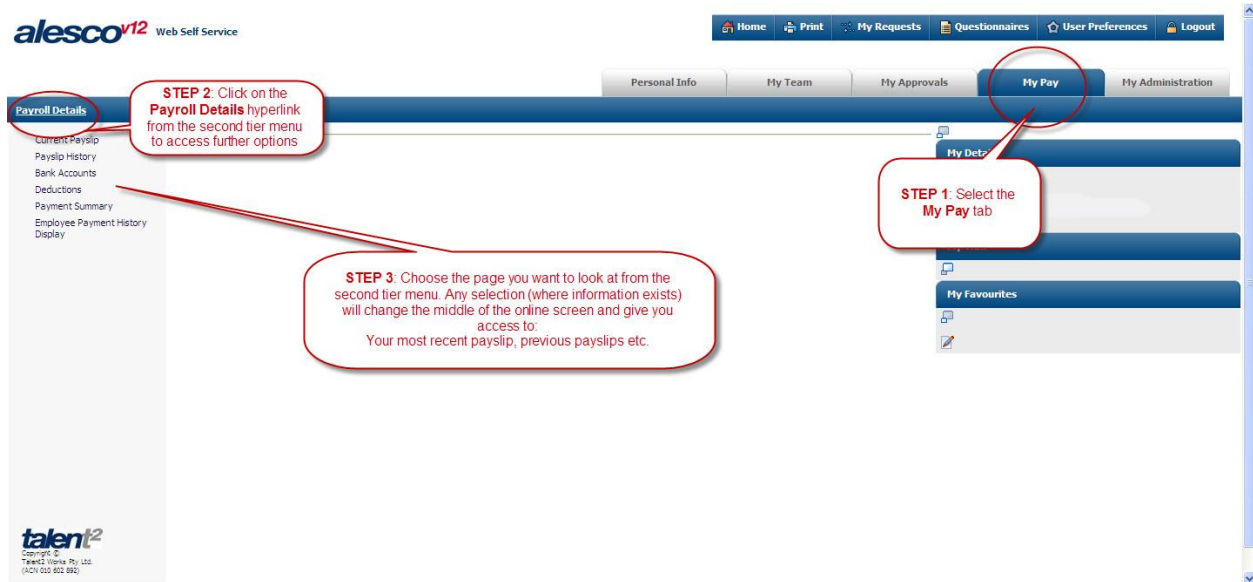 alesco v12 Web Self Service
Home Print My Requests Questionnaires User Preferences Logout
Personal Info My Team My Approvals My Pay My Administration
Payroll Details
STEP 2: Click on the
Payroll Details hyperlink
from the second tier menu
to access further options
Current Payslip
Payslip History
Bank Accounts
Deductions
Payment Summary
Employee Payment History
Display
My
STEP 1: Select the
My Pay tab
STEP 3: Choose the page you want to look at from the
second tier menu. Any selection (where information exists)
will change the middle of the online screen and give you
access to:
Your most recent payslip, previous payslips etc.
My Favourites
talent2
Copyright ©
Talent2 Works Pty Ltd.
(ACN 010 602 892)